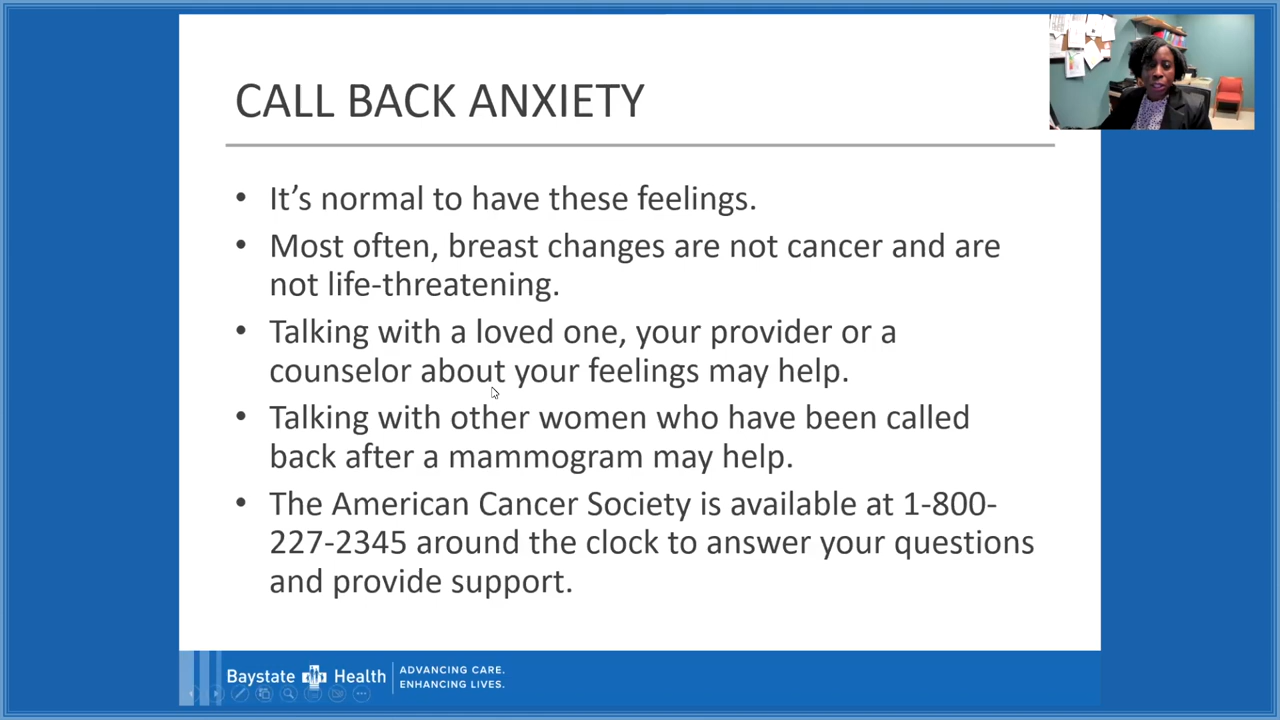 CALL BACK ANXIETY
• It’s normal to have these feelings.
• Most often, breast changes are not cancer and are
not life-threatening.
• Talking with a loved one, your provider or a
counselor about your feelings may help.
• Talking with other women who have been called
back after a mammogram may help.
• The American Cancer Society is available at 1-800-
227-2345 around the clock to answer your questions
and provide support.
Baystate Health
ADVANCING CARE.
ENHANCING LIVES.